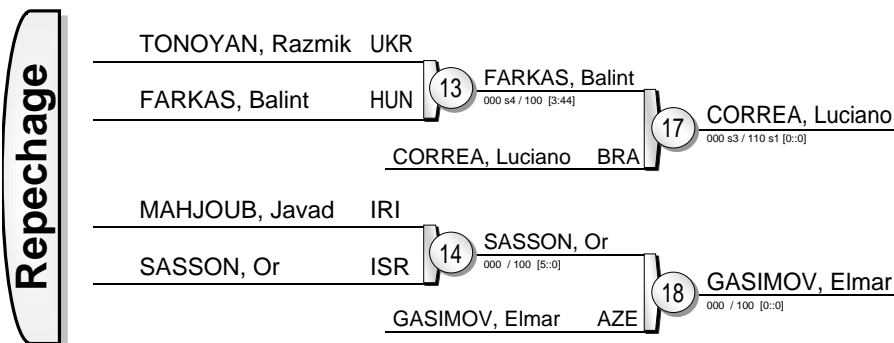 Repechage
TONOYAN, Razmik UKR
FARKAS, Balint HUN
13
FARKAS, Balint
000 s4 / 100 [3:44]
CORREA, Luciano BRA
17
CORREA, Luciano
000 s3 / 110 s1 [0::0]
MAHJOUB, Javad IRI
SASSON, Or ISR
14
SASSON, Or
000 / 100 [5::0]
GASIMOV, Elmar AZE
18
GASIMOV, Elmar
000 / 100 [0::0]